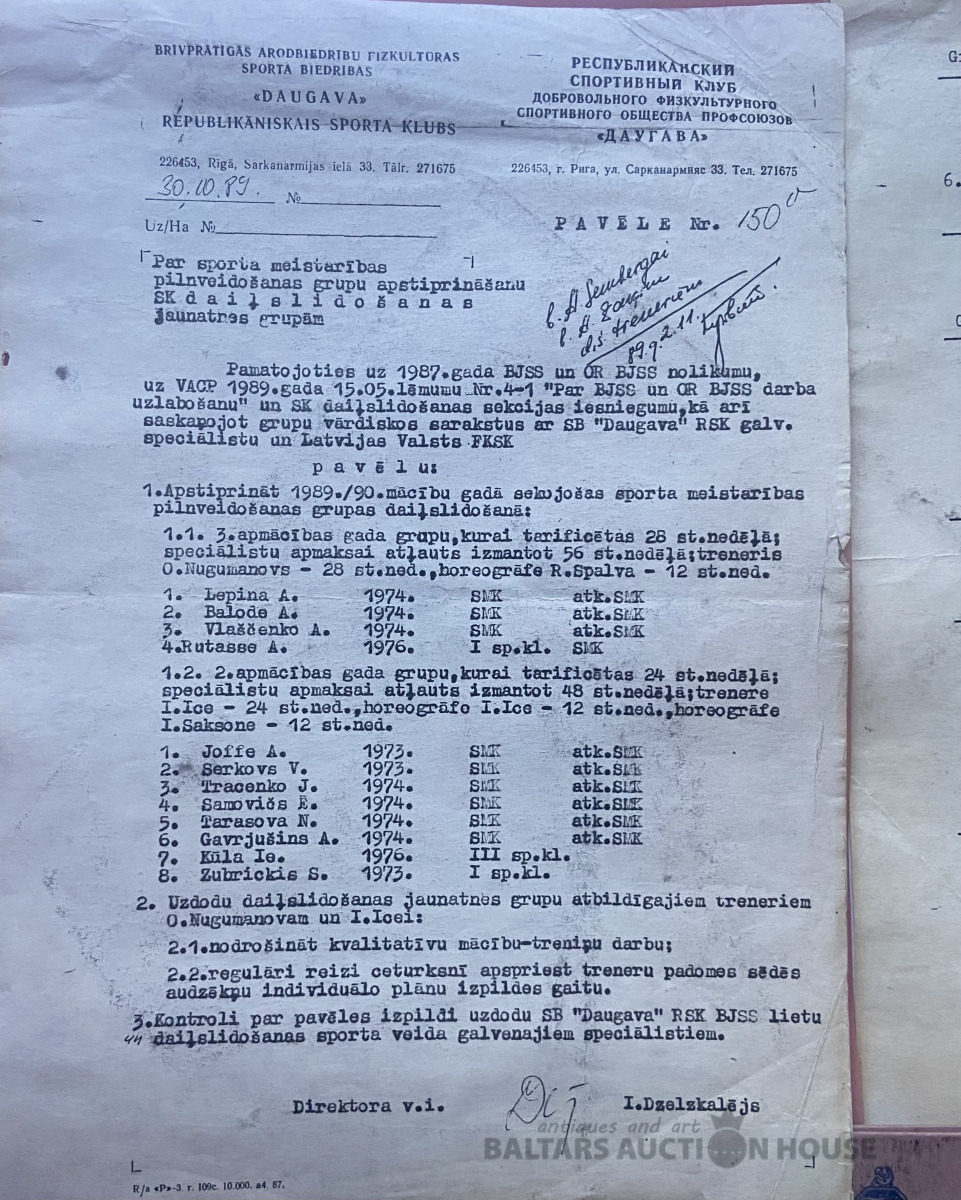 BRĪVPRĀTĪGĀS ARODBIEDRĪBU FIZKULTŪRAS
SPORTA BIEDRĪBAS
«DAUGAVA»
REPUBLIKĀNISKAIS SPORTA KLUBS
РЕСПУБЛИКАНСКИЙ
СПОРТИВНЫЙ КЛУБ
ДОБРОВОЛЬНОГО ФИЗКУЛЬТУРНОГО
СПОРТИВНОГО ОБЩЕСТВА ПРОФСОЮЗОВ
«ДАУГАВА»
226453, Rīgā, Sarkanarmijas ielā 33. Tālr. 271675
226453, г. Рига, ул. Сарканармияс 33. Тел. 271675
30.10.89. №
Uz/На №
PAVĒLE Nr. 150
d.s. treneriem
89.g. 2.11.
Par sporta meistarības
pilnveidošanas grupu apstiprināšanu
SK daiļslidošanas
jaunatnes grupām
Pamatojoties uz 1987.gada BJSS un OR BJSS nolikumu,
uz VACP 1989.gada 15.05.lēmumu Nr.4-1 "Par BJSS un OR BJSS darba
uzlabošanu" un SK daiļslidošanas sekcijas iesniegumu,kā arī
saskaņojot grupu vārdiskos sarakstus ar SB "Daugava" RSK galv.
speciālistu un Latvijas Valsts FKSK
pavēlu:
1.Apstiprināt 1989./90.mācību gadā sekojošas sporta meistarības
pilnveidošanas grupas daiļslidošanā:
1.1. 3.apmācības gada grupu,kurai tarificētas 28 st.nedēļā;
speciālistu apmaksai atļauts izmantot 56 st.nedēļā;treneris
O.Nugumanovs - 28 st.ned.,horeogrāfe R.Spalva - 12 st.ned.
1. Lepina A. 1974. SMK atk.SMK
2. Balode A. 1974. SMK atk.SMK
3. Vlaščenko A. 1974. SMK atk.SMK
4.Rutasse A. 1976. I sp.kl. SMK
1.2. 2.apmācības gada grupu,kurai tarificētas 24 st.nedēļā;
speciālistu apmaksai atļauts izmantot 48 st.nedēļā;trenere
I.Ice - 24 st.ned.,horeogrāfe I.Ice - 12 st.ned.,horeogrāfe
I.Saksone - 12 st.ned.
1. Joffe A. 1973. SMK atk.SMK
2. Serkovs V. 1973. SMK atk.SMK
3. Tracenko J. 1974. SMK atk.SMK
4. Samovičs Ē. 1974. SMK atk.SMK
5. Tarasova N. 1974. SMK atk.SMK
6. Gavrjušins A. 1974. SMK atk.SMK
7. Kūla Ie. 1976. III sp.kl.
8. Zubrickis S. 1973. I sp.kl.
2. Uzdodu daiļslidošanas jaunatnes grupu atbildīgajiem treneriem
O.Nugumanovam un I.Icei:
2.1.nodrošināt kvalitatīvu mācību-treniņu darbu;
2.2.regulāri reizi ceturksnī apspriest treneru padomes sēdēs
audzēkņu individuālo plānu izpildes gaitu.
3.Kontroli par pavēles izpildi uzdodu SB "Daugava" RSK BJSS lietu
un daiļslidošanas sporta veida galvenajiem speciālistiem.
Direktora v.i. I.Dzelzkalējs
antiques and art
BALTARS AUCTION HOUSE
R/a «P»-3. г. 109с. 10.000. a4. 87.
G
6.